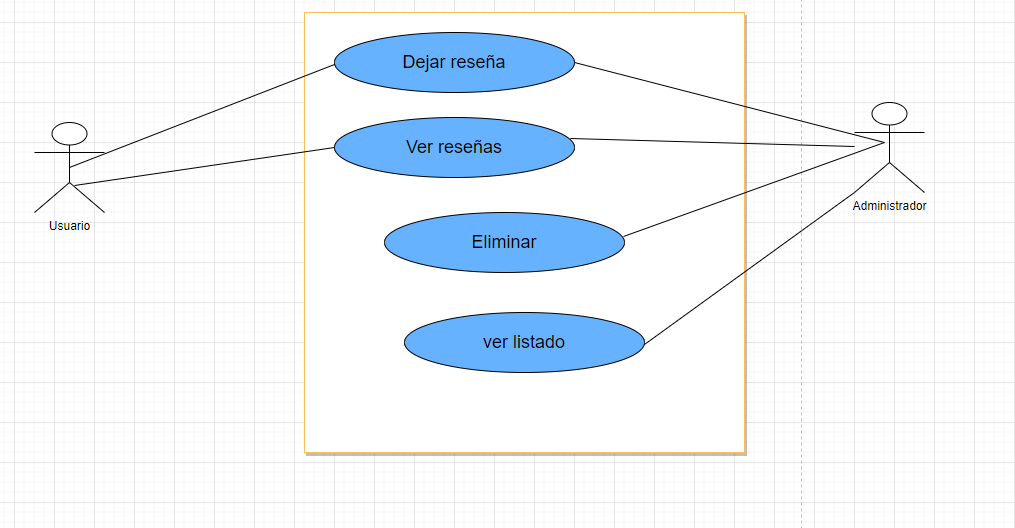 Dejar reseña
Ver reseñas
Usuario
Administrador
Eliminar
ver listado